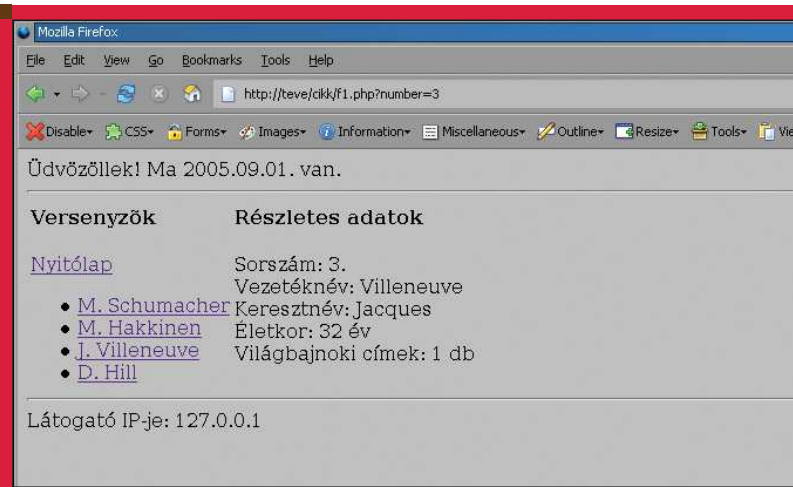 Mozilla Firefox
File Edit View Go Bookmarks Tools Help
http://teve/cikk/f1.php?number=3
Disable CSS Forms Images Information Miscellaneous Outline Resize Tools
Üdvözöllek! Ma 2005.09.01. van.
Versenyzõk
Részletes adatok
Nyitólap
M. Schumacher
M. Hakkinen
J. Villeneuve
D. Hill
Sorszám: 3.
Vezetéknév: Villeneuve
Keresztnév: Jacques
Életkor: 32 év
Világbajnoki címek: 1 db
Látogató IP-je: 127.0.0.1